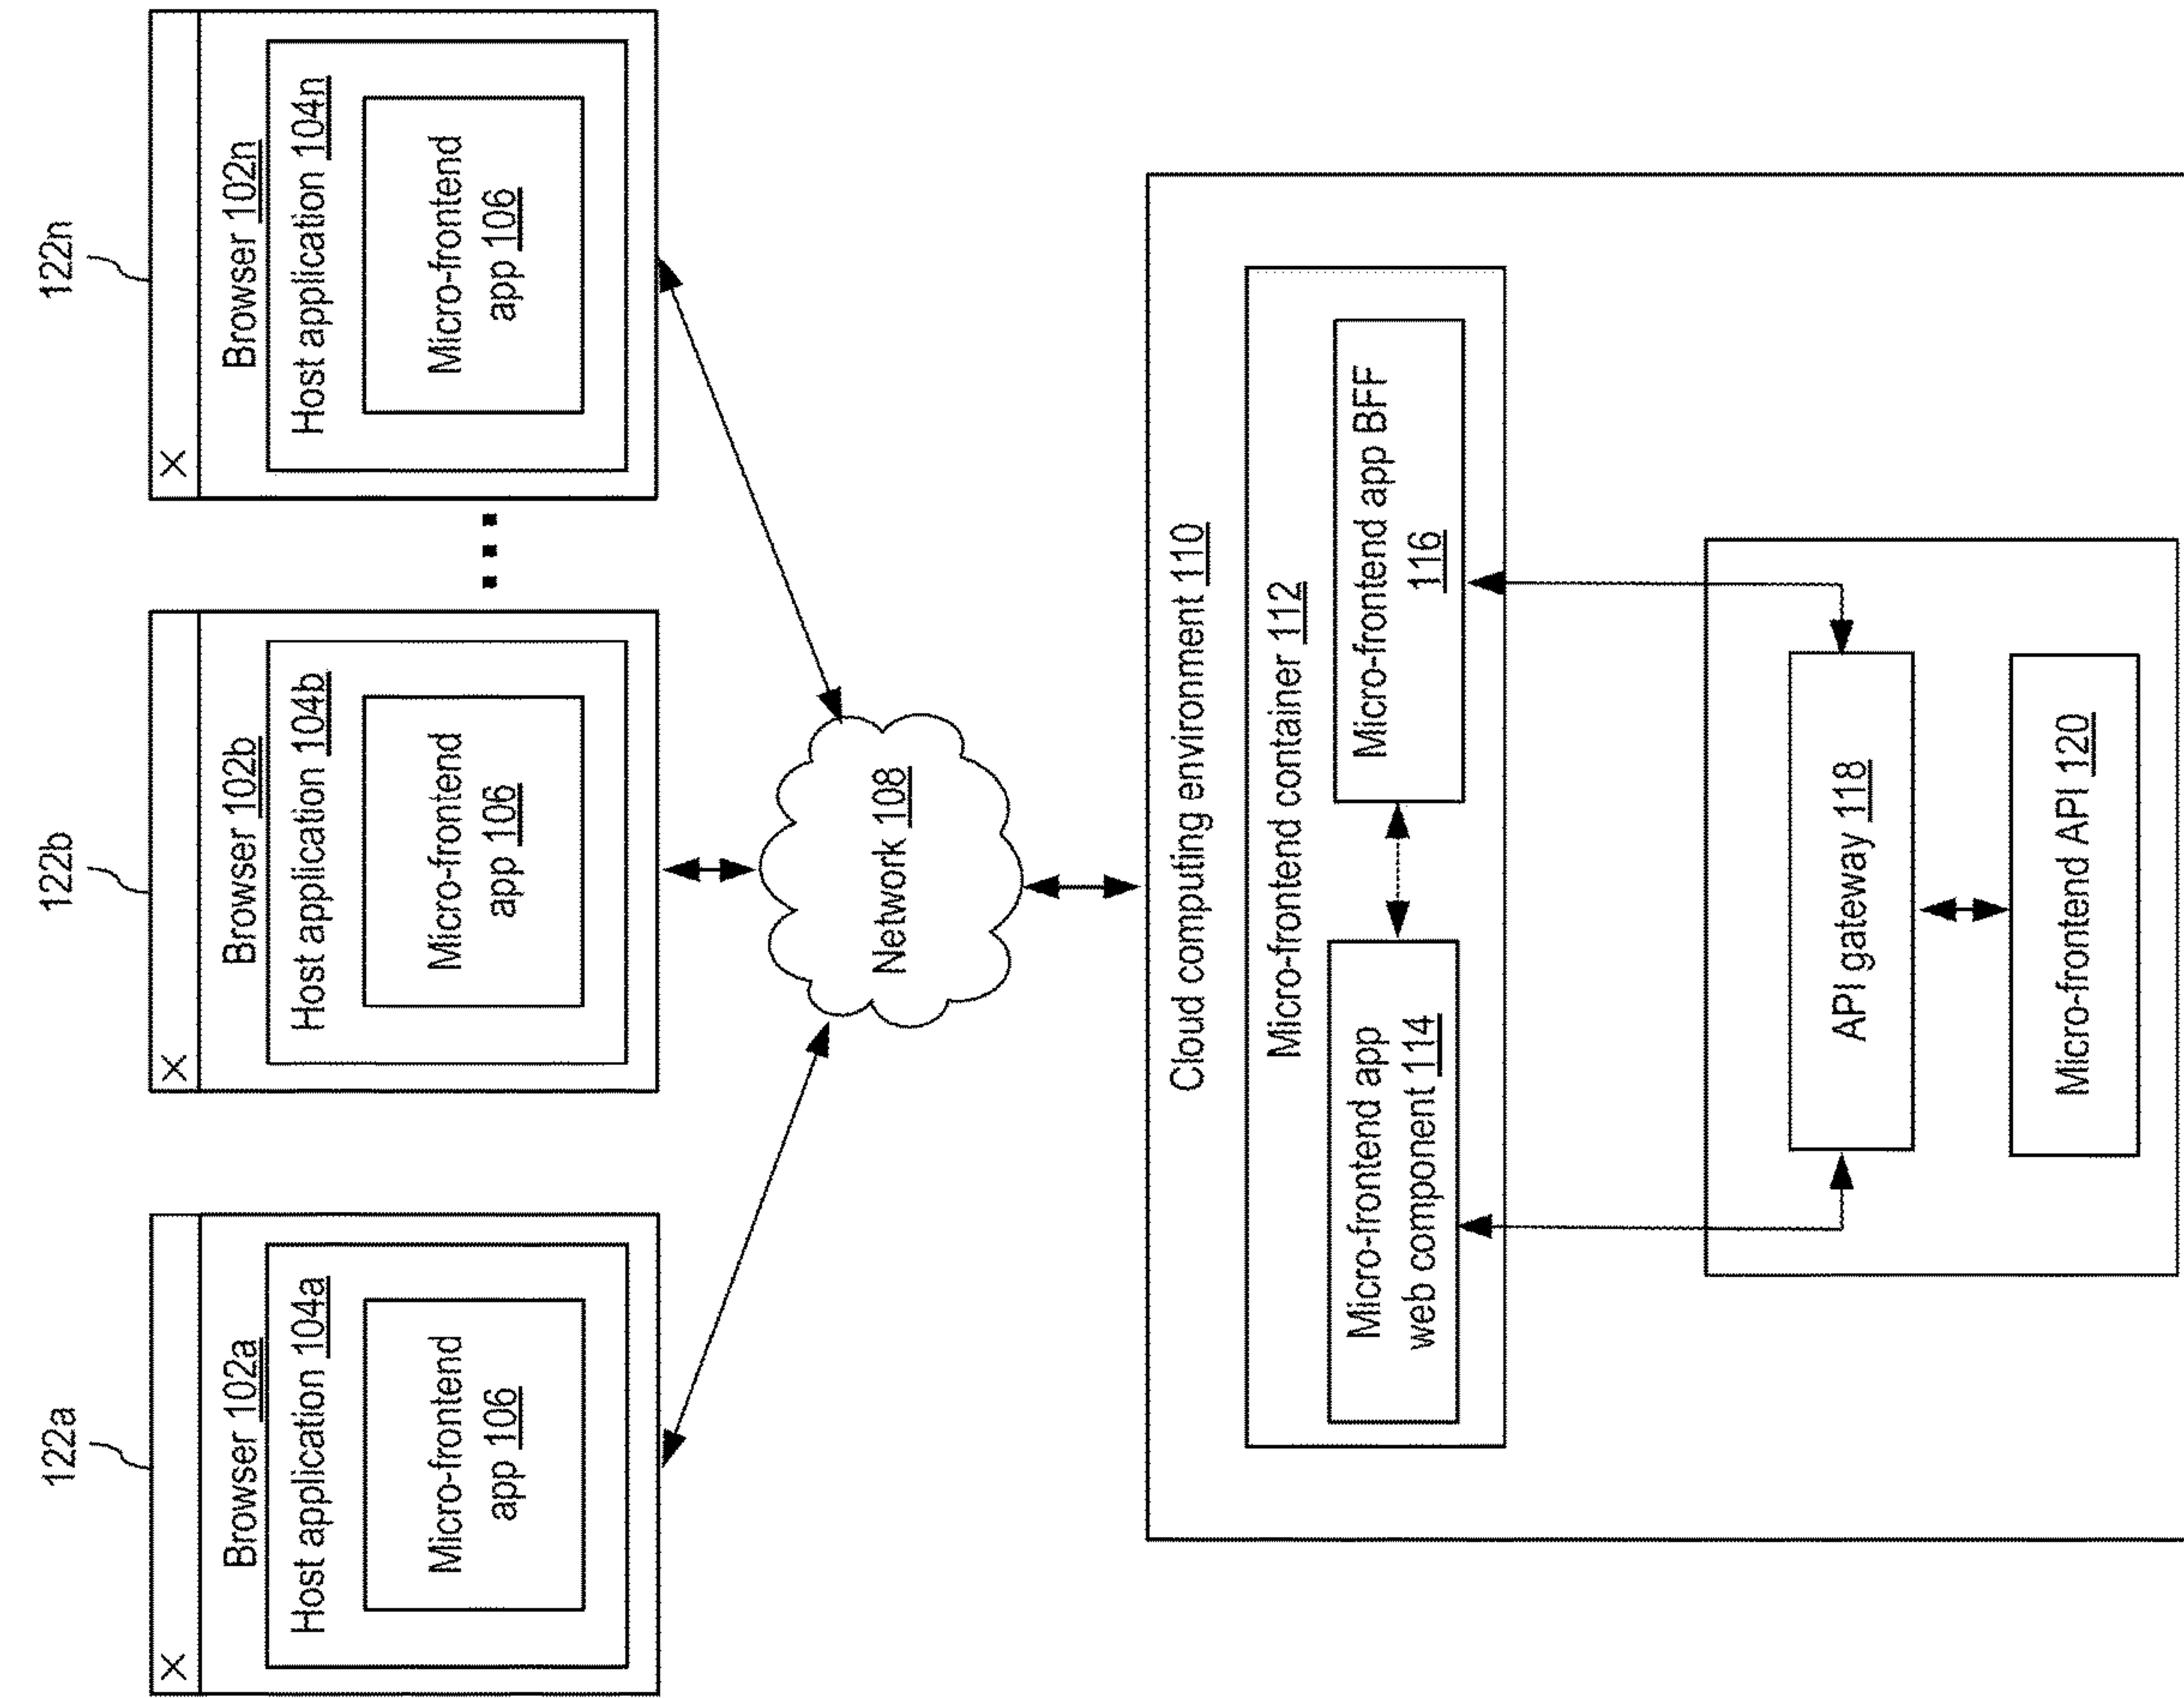 122a
X
Browser 102a
Host application 104a
Micro-frontend
app 106
122b
X
Browser 102b
Host application 104b
Micro-frontend
app 106
122n
X
Browser 102n
Host application 104n
Micro-frontend
app 106
Network 108
Cloud computing environment 110
Micro-frontend container 112
Micro-frontend app
web component 114
Micro-frontend app BFF
116
API gateway 118
Micro-frontend API 120